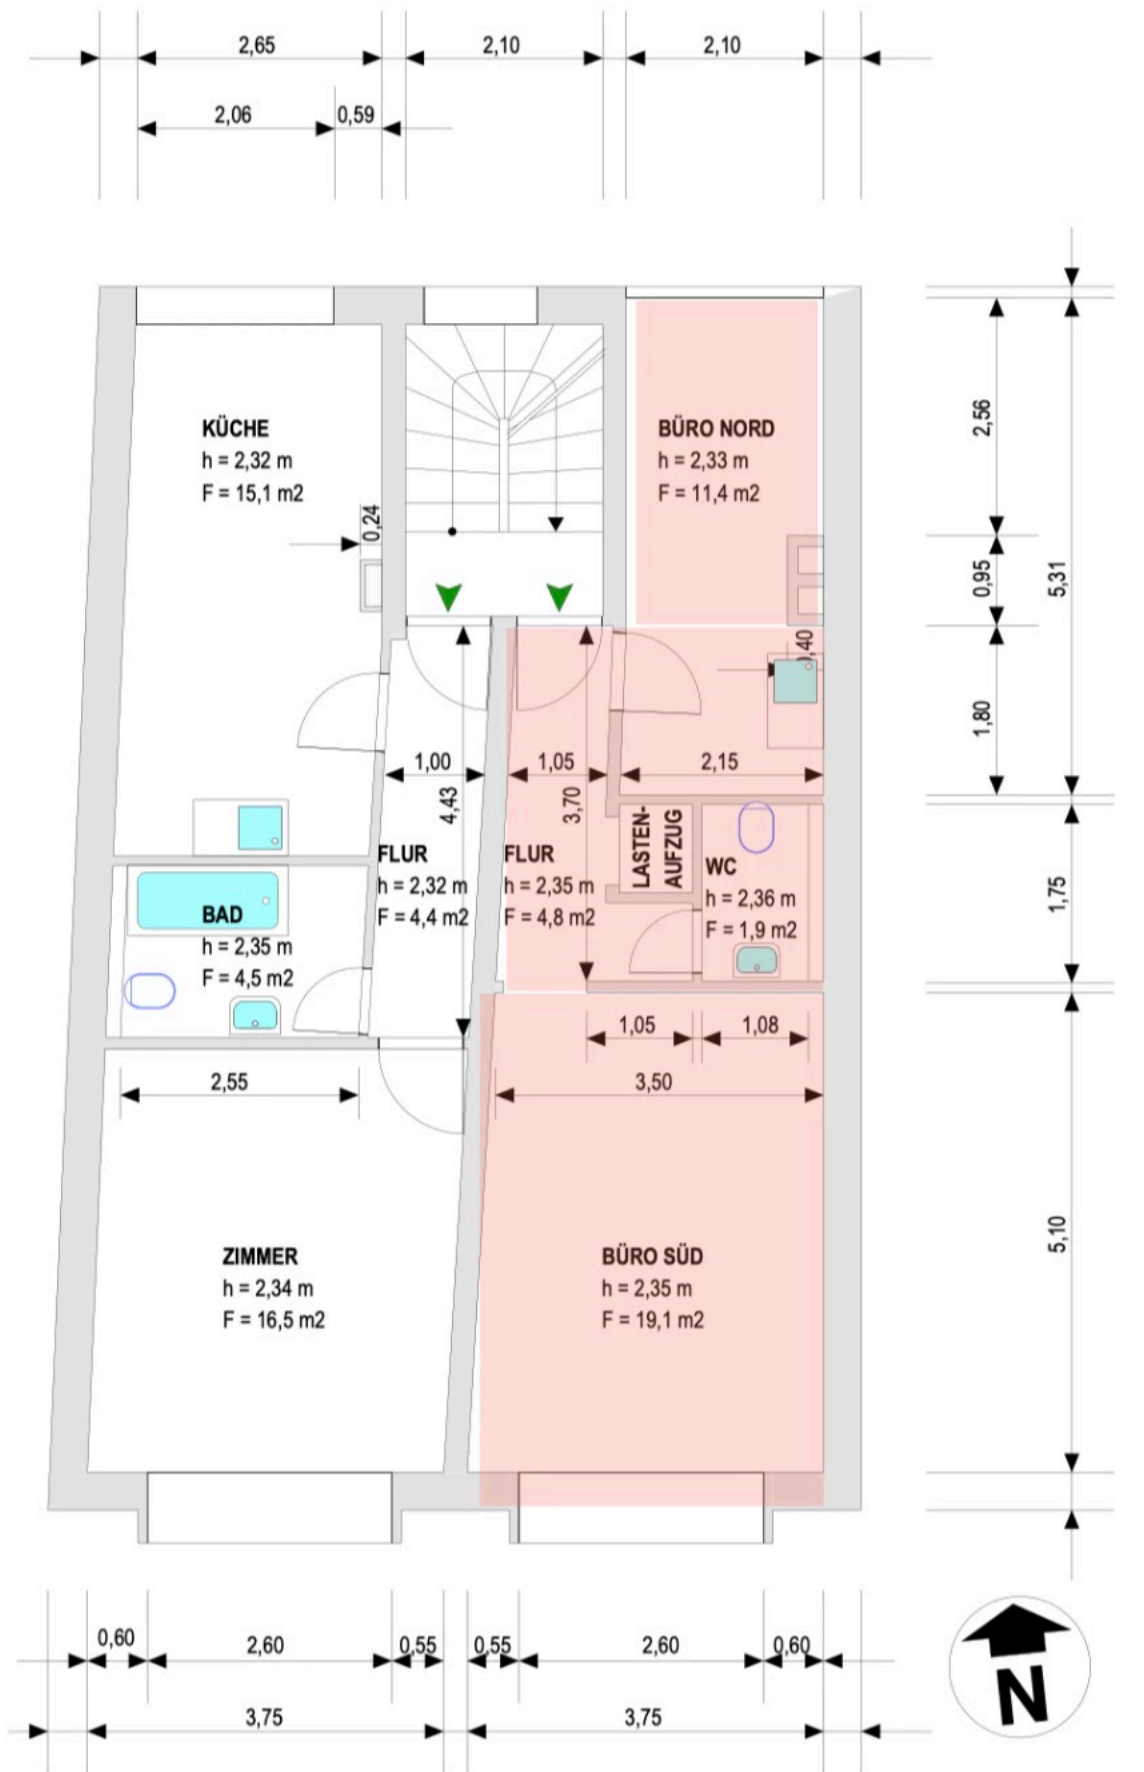 2,65
2,10
2,10
2,06
0,59
KÜCHE
h = 2,32 m
F = 15,1 m2
BÜRO NORD
h = 2,33 m
F = 11,4 m2
2,56
0,24
0,95
5,31
0,40
1,80
1,00
1,05
2,15
4,43
3,70
FLUR
h = 2,32 m
F = 4,4 m2
FLUR
h = 2,35 m
F = 4,8 m2
LASTEN-
AUFZUG
WC
h = 2,36 m
F = 1,9 m2
1,75
BAD
h = 2,35 m
F = 4,5 m2
1,05
1,08
2,55
3,50
ZIMMER
h = 2,34 m
F = 16,5 m2
BÜRO SÜD
h = 2,35 m
F = 19,1 m2
5,10
0,60
2,60
0,55
0,55
2,60
0,60
3,75
3,75
N